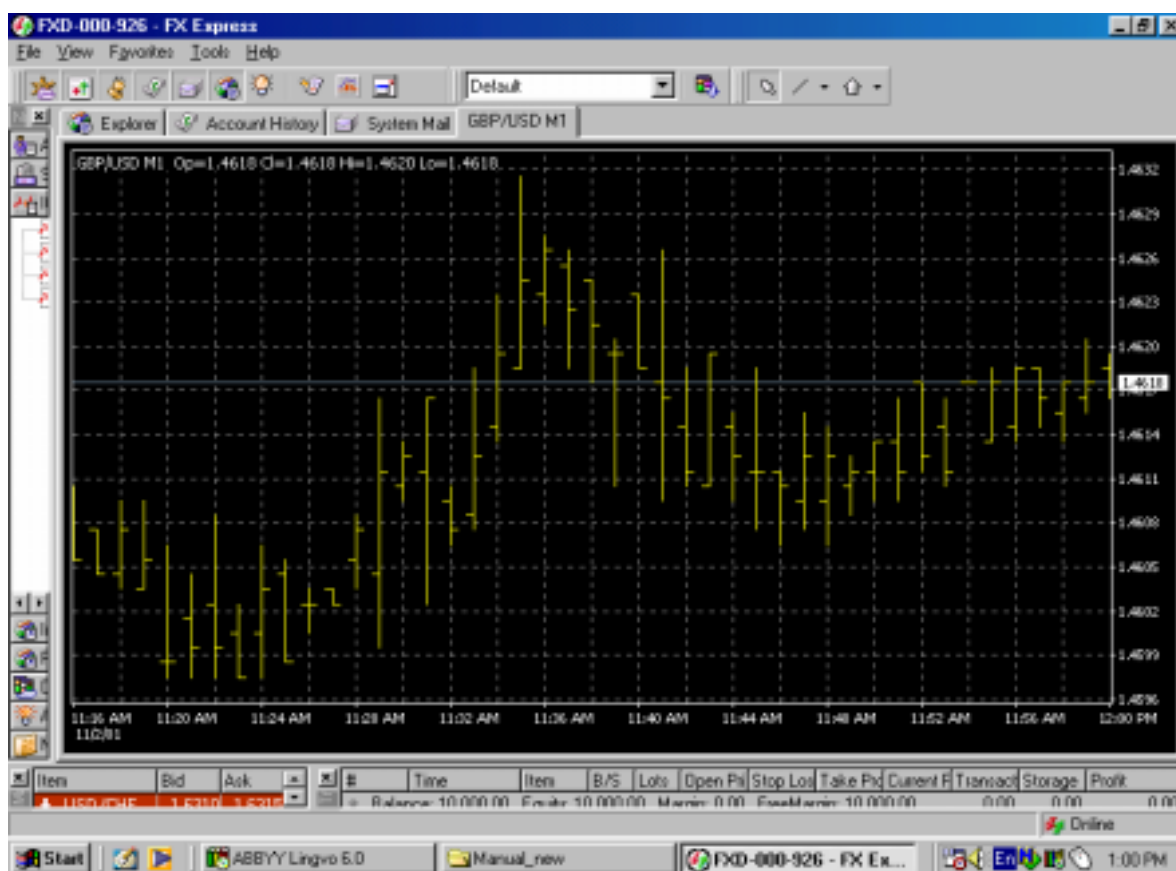 FXD-000-926 - FX Express
File View Favorites Tools Help
Default
Explorer Account History System Mail GBP/USD M1
GBP/USD M1 Op=1.4618 Cl=1.4618 Hi=1.4620 Lo=1.4618
1.4632
1.4629
1.4626
1.4623
1.4620
1.4618
1.4614
1.4611
1.4608
1.4605
1.4602
1.4599
1.4596
11:16 AM 11:20 AM 11:24 AM 11:28 AM 11:32 AM 11:36 AM 11:40 AM 11:44 AM 11:48 AM 11:52 AM 11:56 AM 12:00 PM
11/2/01
Item Bid Ask # Time Item B/S Lots Open Pri Stop Los Take Pro Current P Transact Storage Profit
USD/CHF Balance: 10 000.00 Equity: 10 000.00 Margin: 0.00 FreeMargin: 10 000.00 0.00 0.00 0.00
Online
Start ABBYY Lingvo 6.0 Manual_new FXD-000-926 - FX Ex... En 1:00 PM